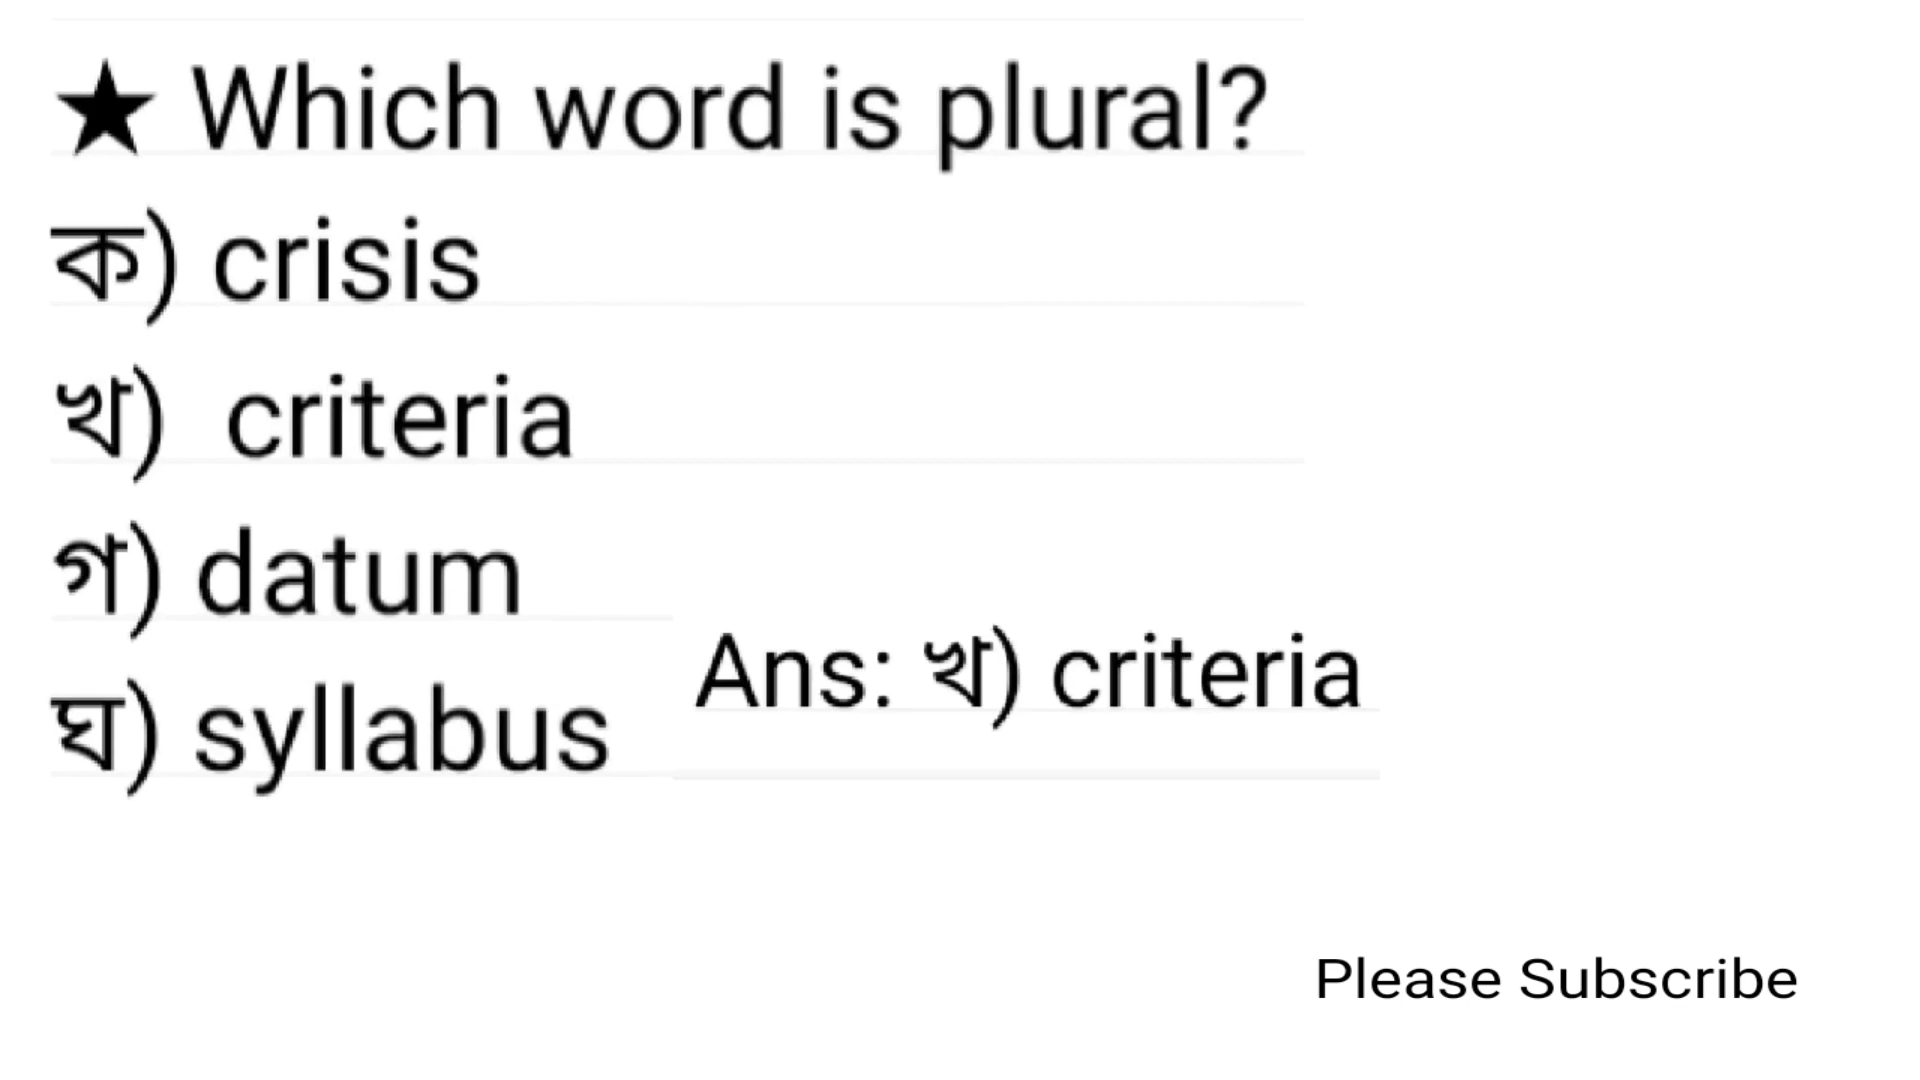 ★ Which word is plural?
ক) crisis
খ) criteria
গ) datum
ঘ) syllabus
Ans: খ) criteria
Please Subscribe